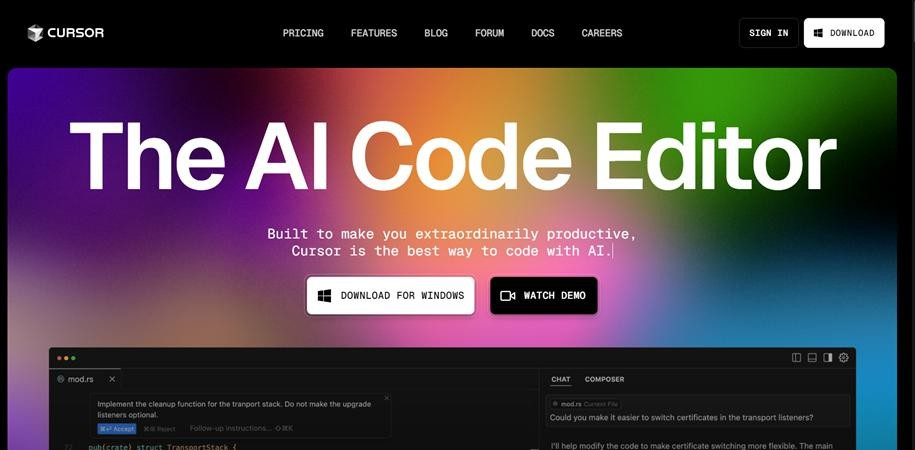 CURSOR
PRICING FEATURES BLOG FORUM DOCS CAREERS
SIGN IN
DOWNLOAD
The AI Code Editor
Built to make you extraordinarily productive,
Cursor is the best way to code with AI.
DOWNLOAD FOR WINDOWS
WATCH DEMO
mod.rs
Implement the cleanup function for the tranport stack. Do not make the upgrade
listeners optional.
⌘⏎ Accept ⌘⌫ Reject Follow-up instructions... ⇧⌘K
77 pub(crate) struct TransportStack {
CHAT COMPOSER
mod.rs Current File
Could you make it easier to switch certificates in the transport listeners?
I'll help modify the code to make certificate switching more flexible. The main